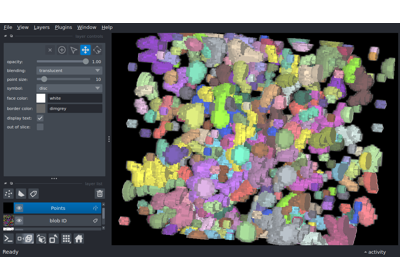 File View Layers Plugins Window Help
opacity: 1.00
blending: translucent
point size: 10
symbol: disc
face color: white
border color: dimgrey
display text:
out of slice:
Points
blob ID
Ready
activity